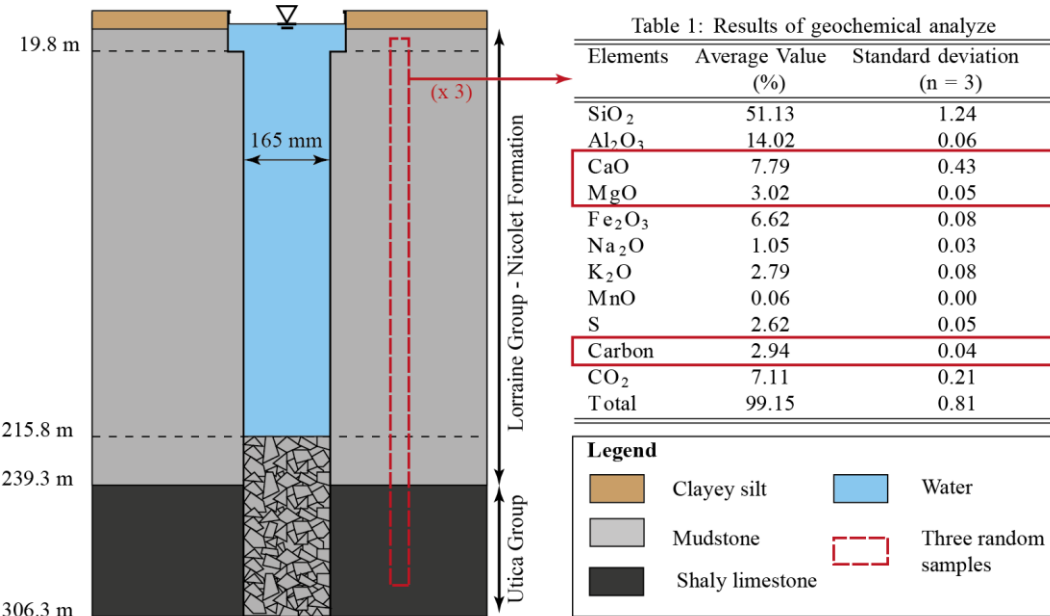 19.8 m
165 mm
215.8 m
239.3 m
306.3 m
(x 3)
Lorraine Group - Nicolet Formation
Utica Group
Table 1: Results of geochemical analyze
Elements Average Value Standard deviation
(%) (n = 3)
SiO₂ 51.13 1.24
Al₂O₃ 14.02 0.06
CaO 7.79 0.43
MgO 3.02 0.05
Fe₂O₃ 6.62 0.08
Na₂O 1.05 0.03
K₂O 2.79 0.08
MnO 0.06 0.00
S 2.62 0.05
Carbon 2.94 0.04
CO₂ 7.11 0.21
Total 99.15 0.81
Legend
Clayey silt
Water
Mudstone
Three random
samples
Shaly limestone